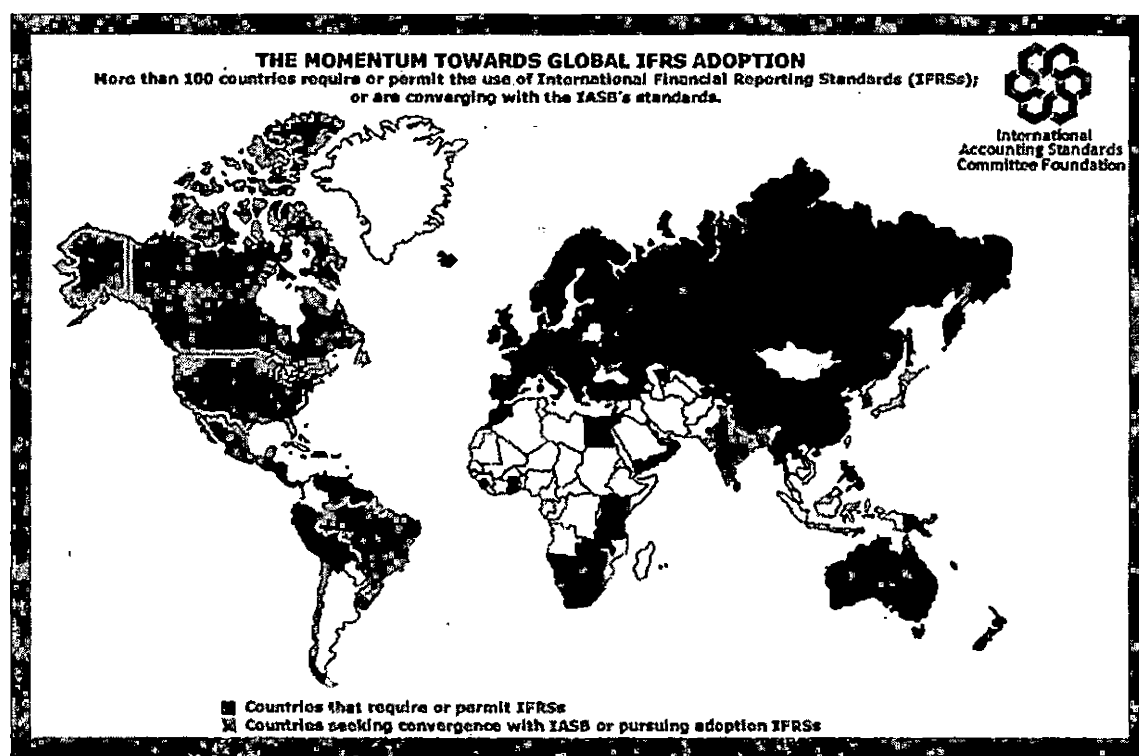 THE MOMENTUM TOWARDS GLOBAL IFRS ADOPTION
More than 100 countries require or permit the use of International Financial Reporting Standards (IFRSs);
or are converging with the IASB's standards.
International
Accounting Standards
Committee Foundation
Countries that require or permit IFRSs
Countries seeking convergence with IASB or pursuing adoption IFRSs